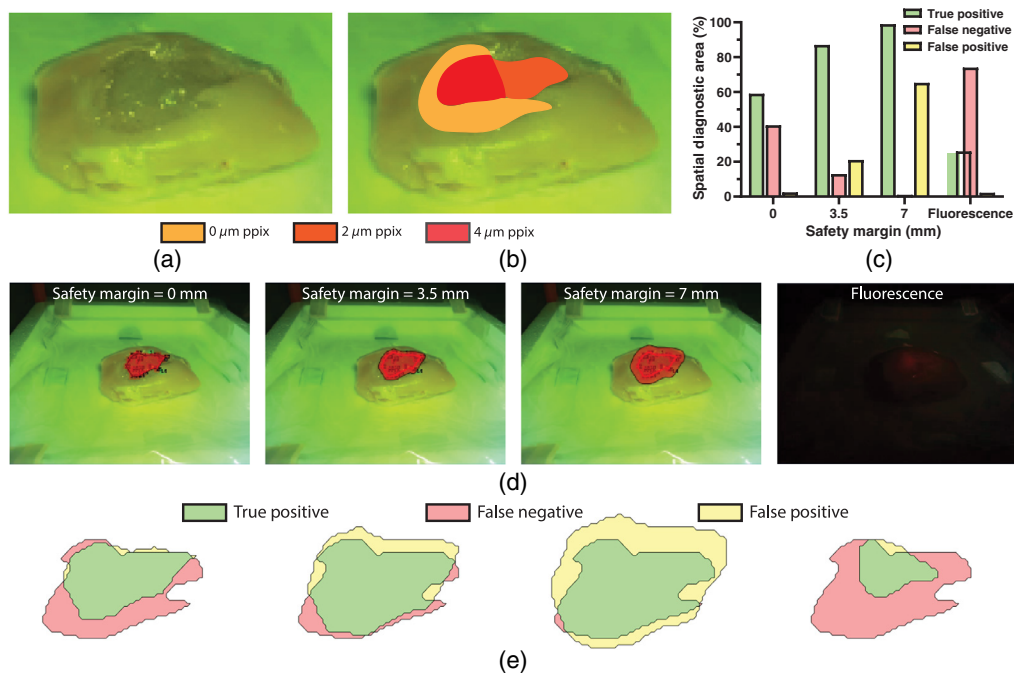 0 μm ppix
2 μm ppix
4 μm ppix
(a)
(b)
Spatial diagnostic area (%)
100
80
60
40
20
0
True positive
False negative
False positive
0
3.5
7
Fluorescence
Safety margin (mm)
(c)
Safety margin = 0 mm
Safety margin = 3.5 mm
Safety margin = 7 mm
Fluorescence
(d)
True positive
False negative
False positive
(e)